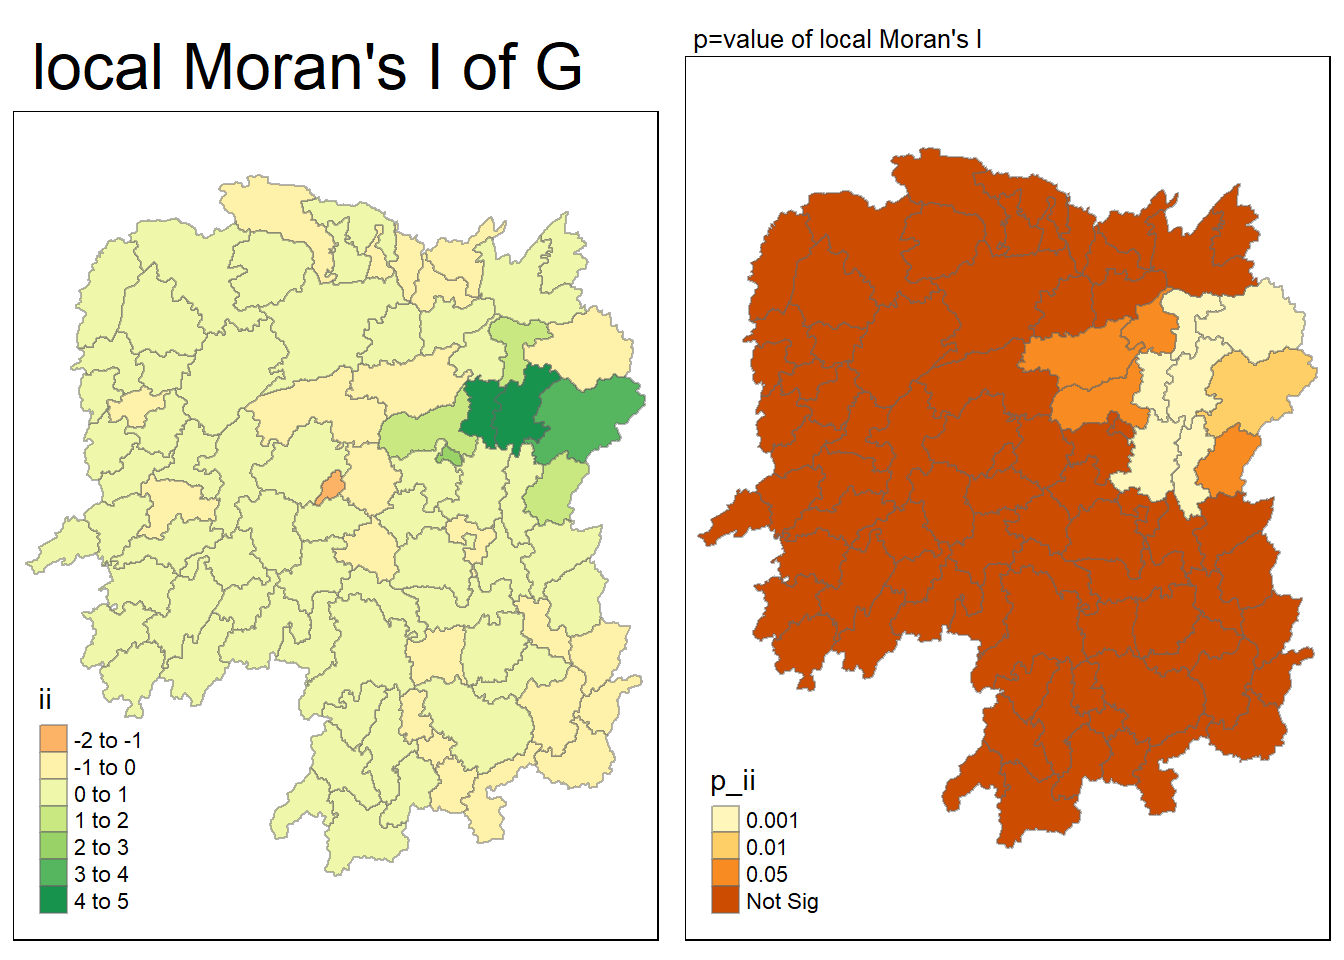 local Moran's I of G
p=value of local Moran's I
ii
-2 to -1
-1 to 0
0 to 1
1 to 2
2 to 3
3 to 4
4 to 5
p_ii
0.001
0.01
0.05
Not Sig